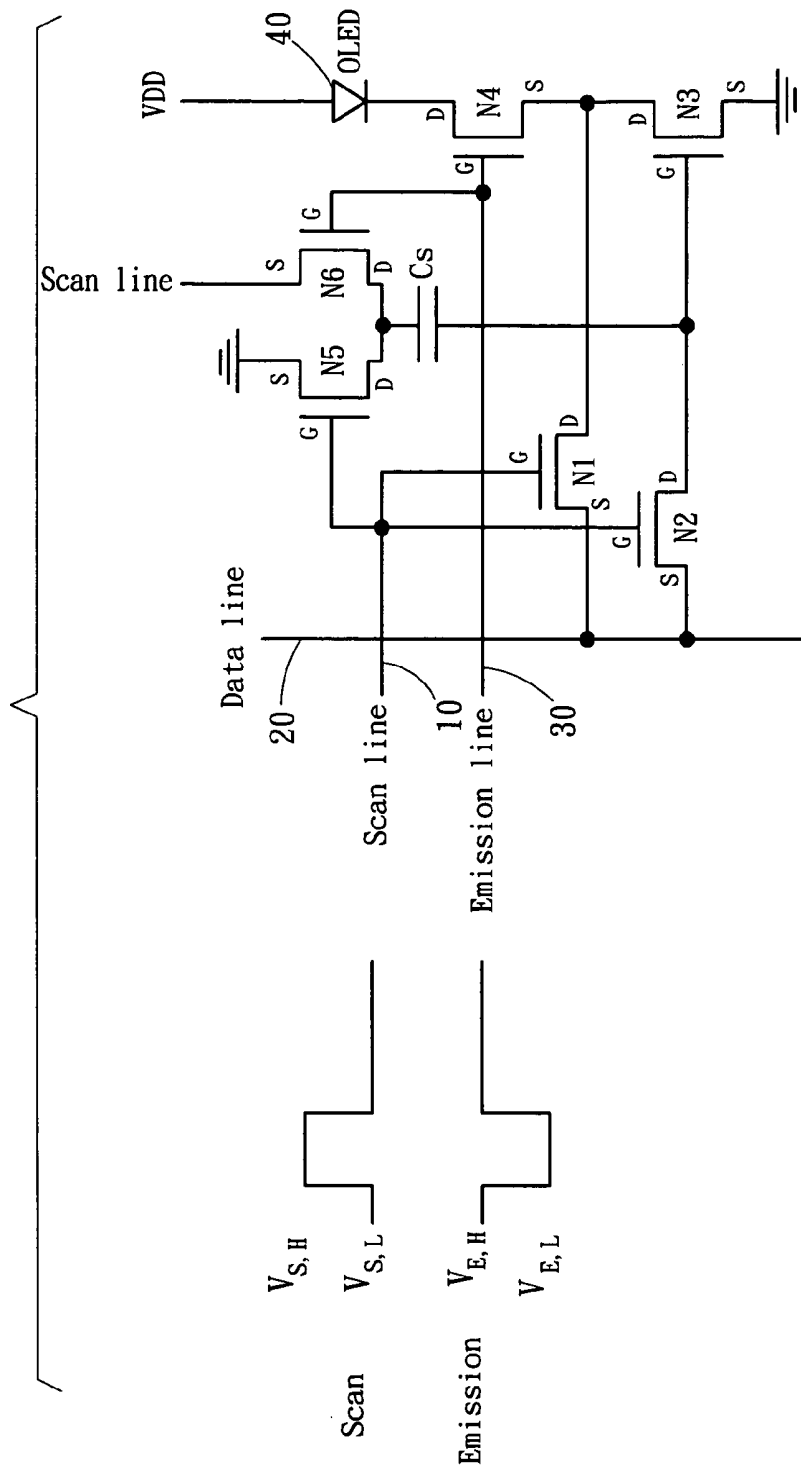 Scan
V_S,H
V_S,L
Emission
V_E,H
V_E,L
Scan line
10
Emission line
30
Data line
20
Scan line
VDD
40
OLED
G
S
N5
D
S
N6
G
D
Cs
D
G
N4
S
G
N1
S
D
G
N2
S
D
D
G
N3
S